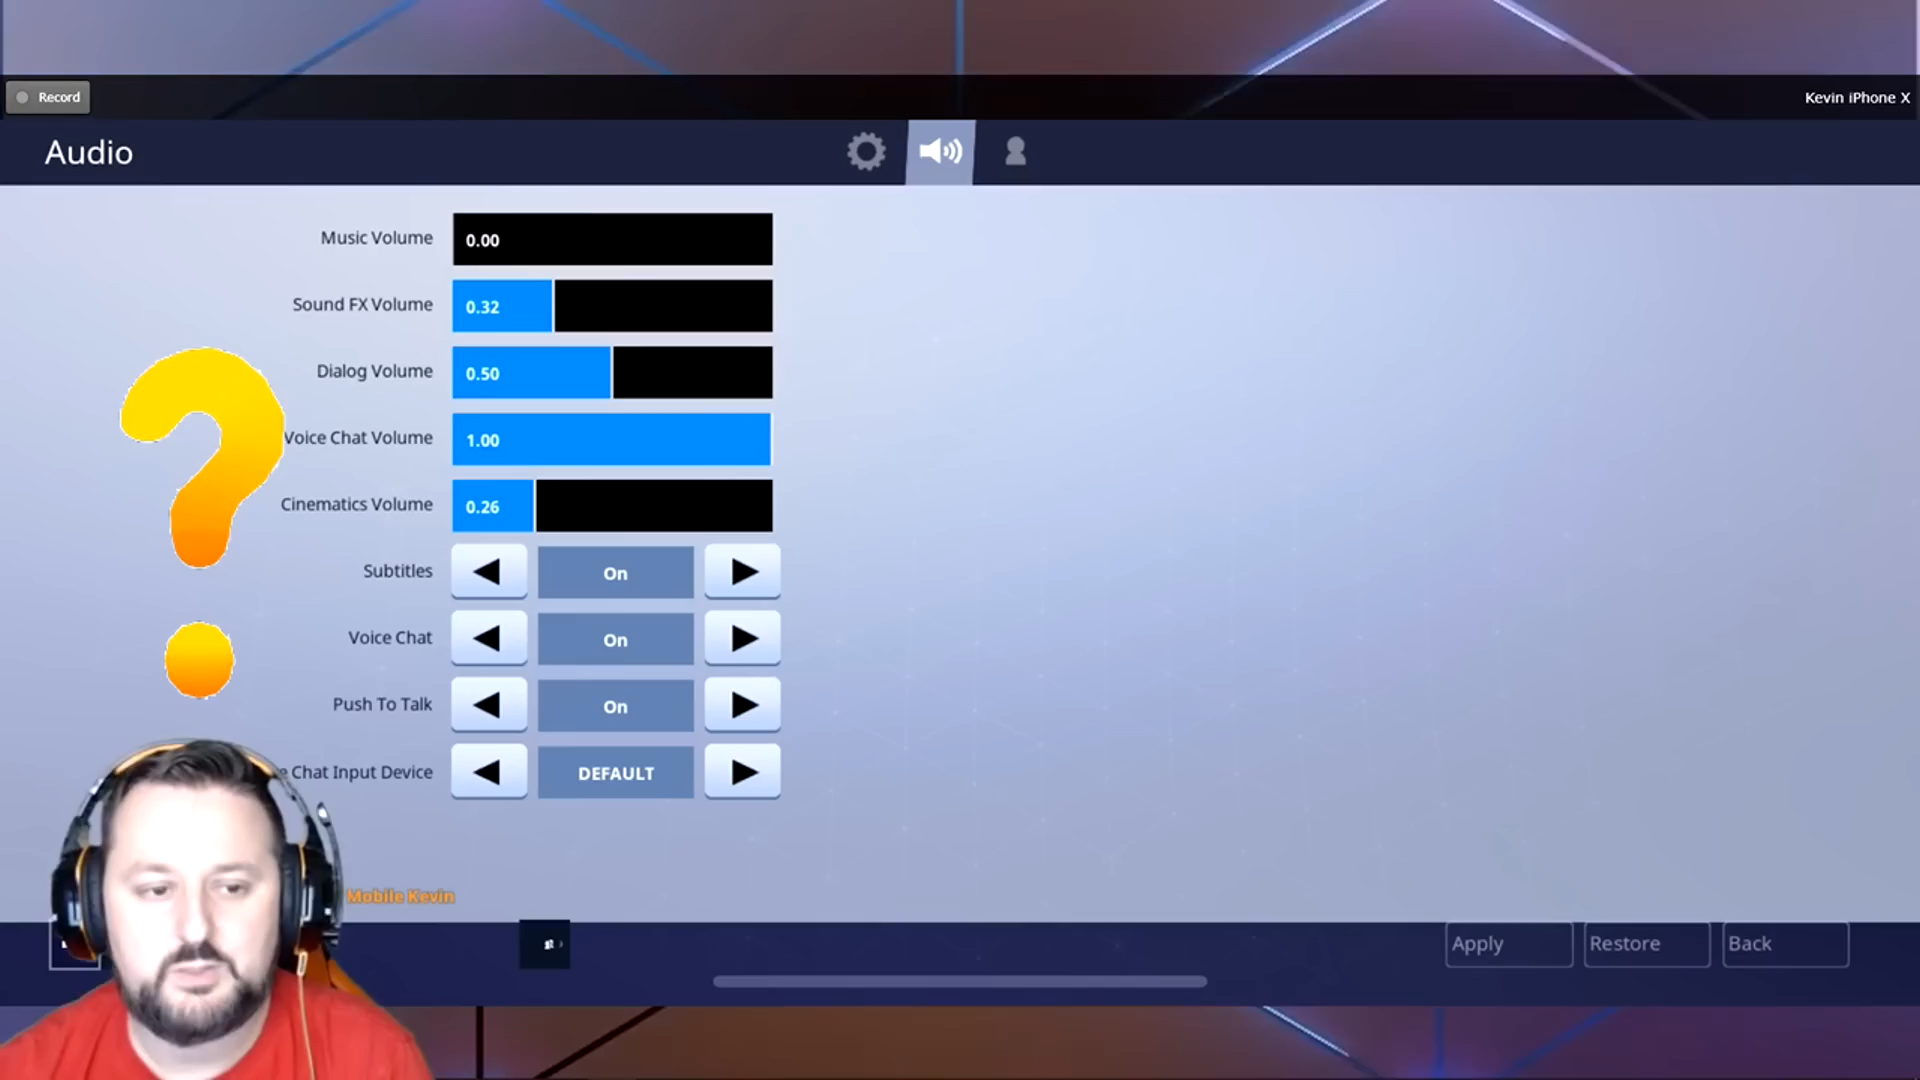 Record
Kevin iPhone X
Audio
Music Volume
0.00
Sound FX Volume
0.32
Dialog Volume
0.50
Voice Chat Volume
1.00
Cinematics Volume
0.26
Subtitles
On
Voice Chat
On
Push To Talk
On
e Chat Input Device
DEFAULT
Mobile Kevin
Apply
Restore
Back